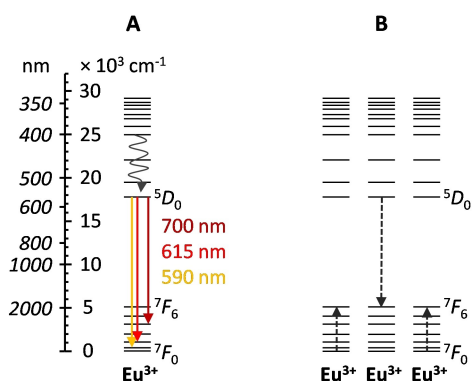 A
B
nm
× 10³ cm⁻¹
30
350
400
25
500
20
⁵D₀
⁵D₀
600
15
700 nm
800
615 nm
1000
10
590 nm
2000
5
⁷F₆
⁷F₆
0
⁷F₀
⁷F₀
Eu³⁺
Eu³⁺ Eu³⁺ Eu³⁺